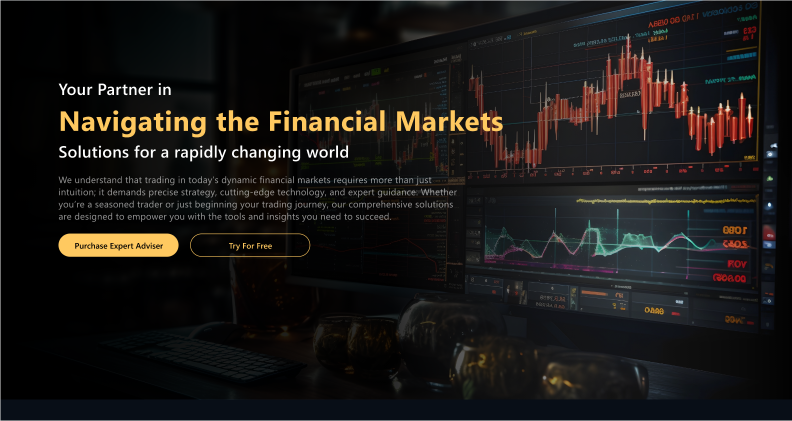 Your Partner in
Navigating the Financial Markets
Solutions for a rapidly changing world
We understand that trading in today's dynamic financial markets requires more than just
intuition; it demands precise strategy, cutting-edge technology, and expert guidance. Whether
you're a seasoned trader or just beginning your trading journey, our comprehensive solutions
are designed to empower you with the tools and insights you need to succeed.
Purchase Expert Adviser
Try For Free